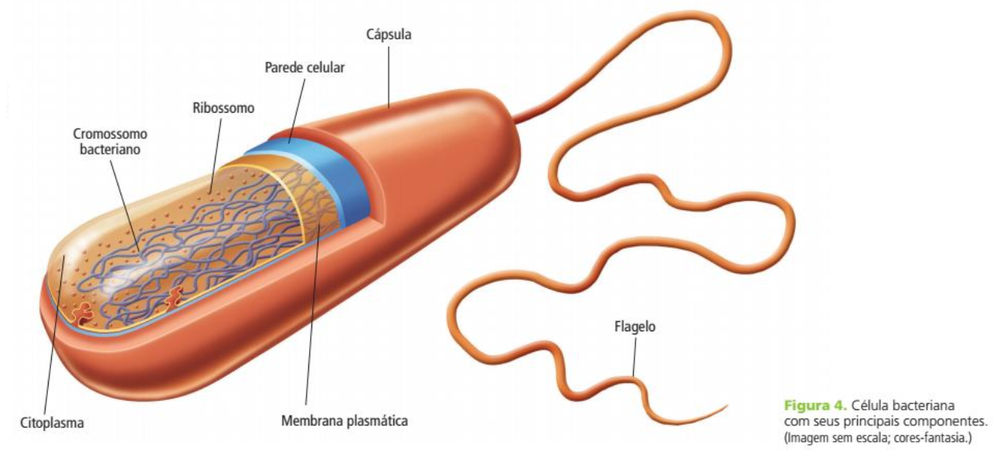 Cápsula
Parede celular
Ribossomo
Cromossomo
bacteriano
Flagelo
Citoplasma
Membrana plasmática
Figura 4. Célula bacteriana
com seus principais componentes.
(Imagem sem escala; cores-fantasia.)